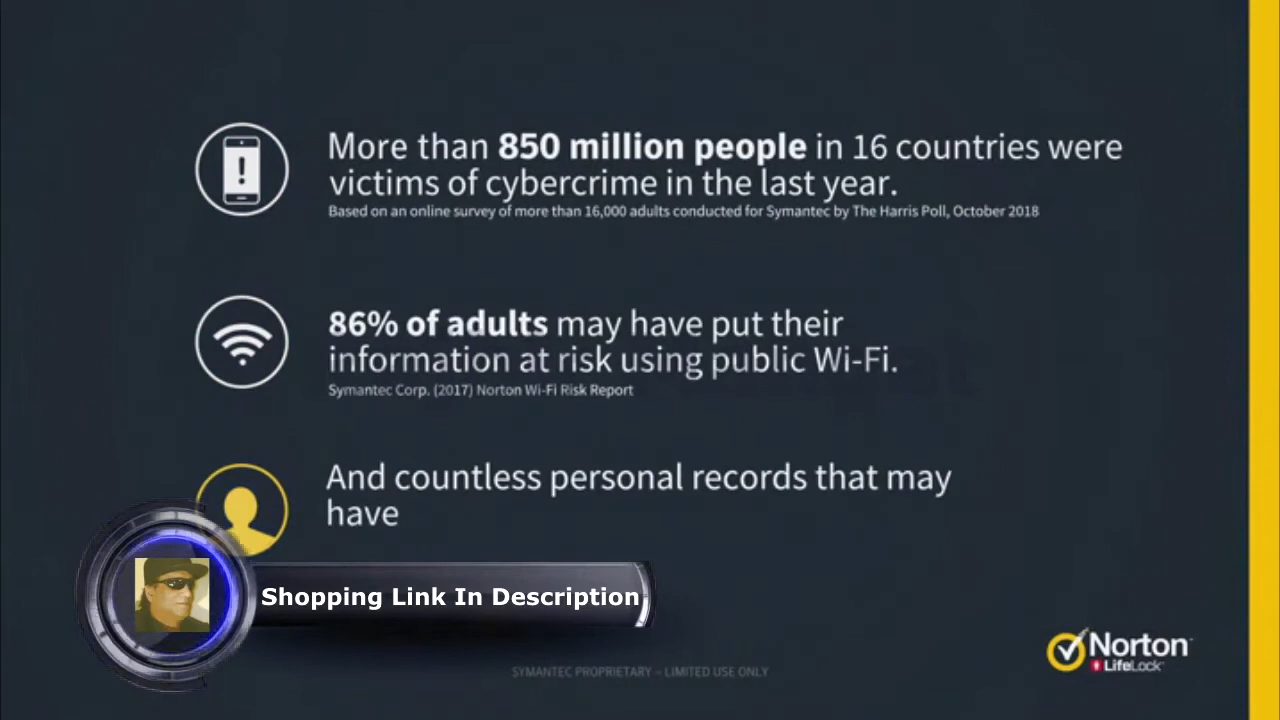 More than 850 million people in 16 countries were
victims of cybercrime in the last year.
Based on an online survey of more than 16,000 adults conducted for Symantec by The Harris Poll, October 2018
86% of adults may have put their
information at risk using public Wi-Fi.
Symantec Corp. (2017) Norton Wi-Fi Risk Report
And countless personal records that may
have
Shopping Link In Description
Norton
LifeLock
SYMANTEC PROPRIETARY – LIMITED USE ONLY